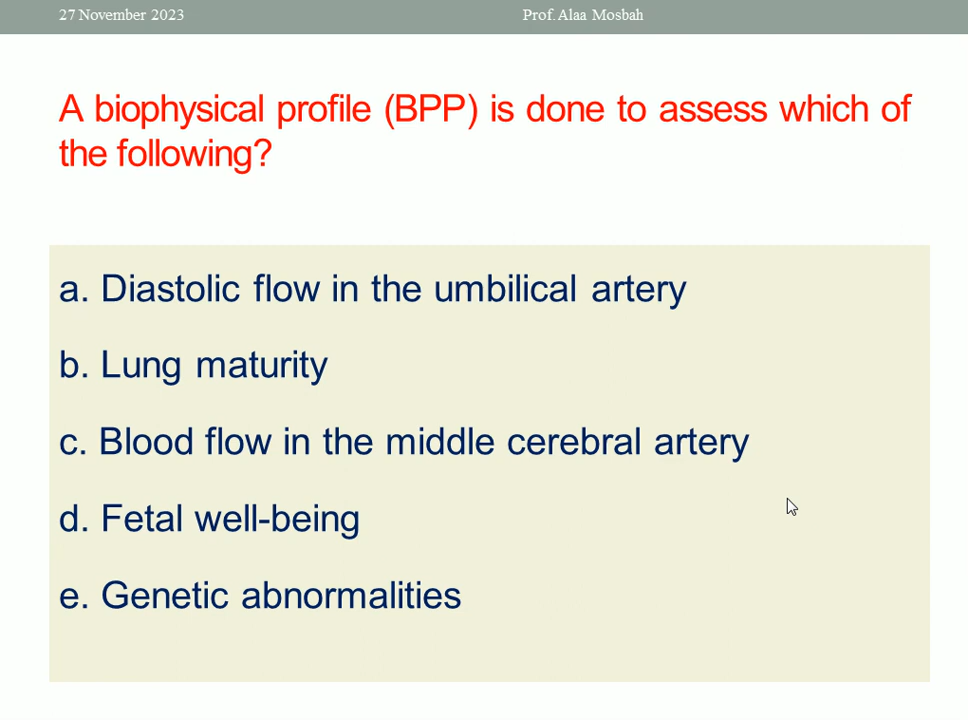 27 November 2023
Prof. Alaa Mosbah
A biophysical profile (BPP) is done to assess which of
the following?
a. Diastolic flow in the umbilical artery
b. Lung maturity
c. Blood flow in the middle cerebral artery
d. Fetal well-being
e. Genetic abnormalities